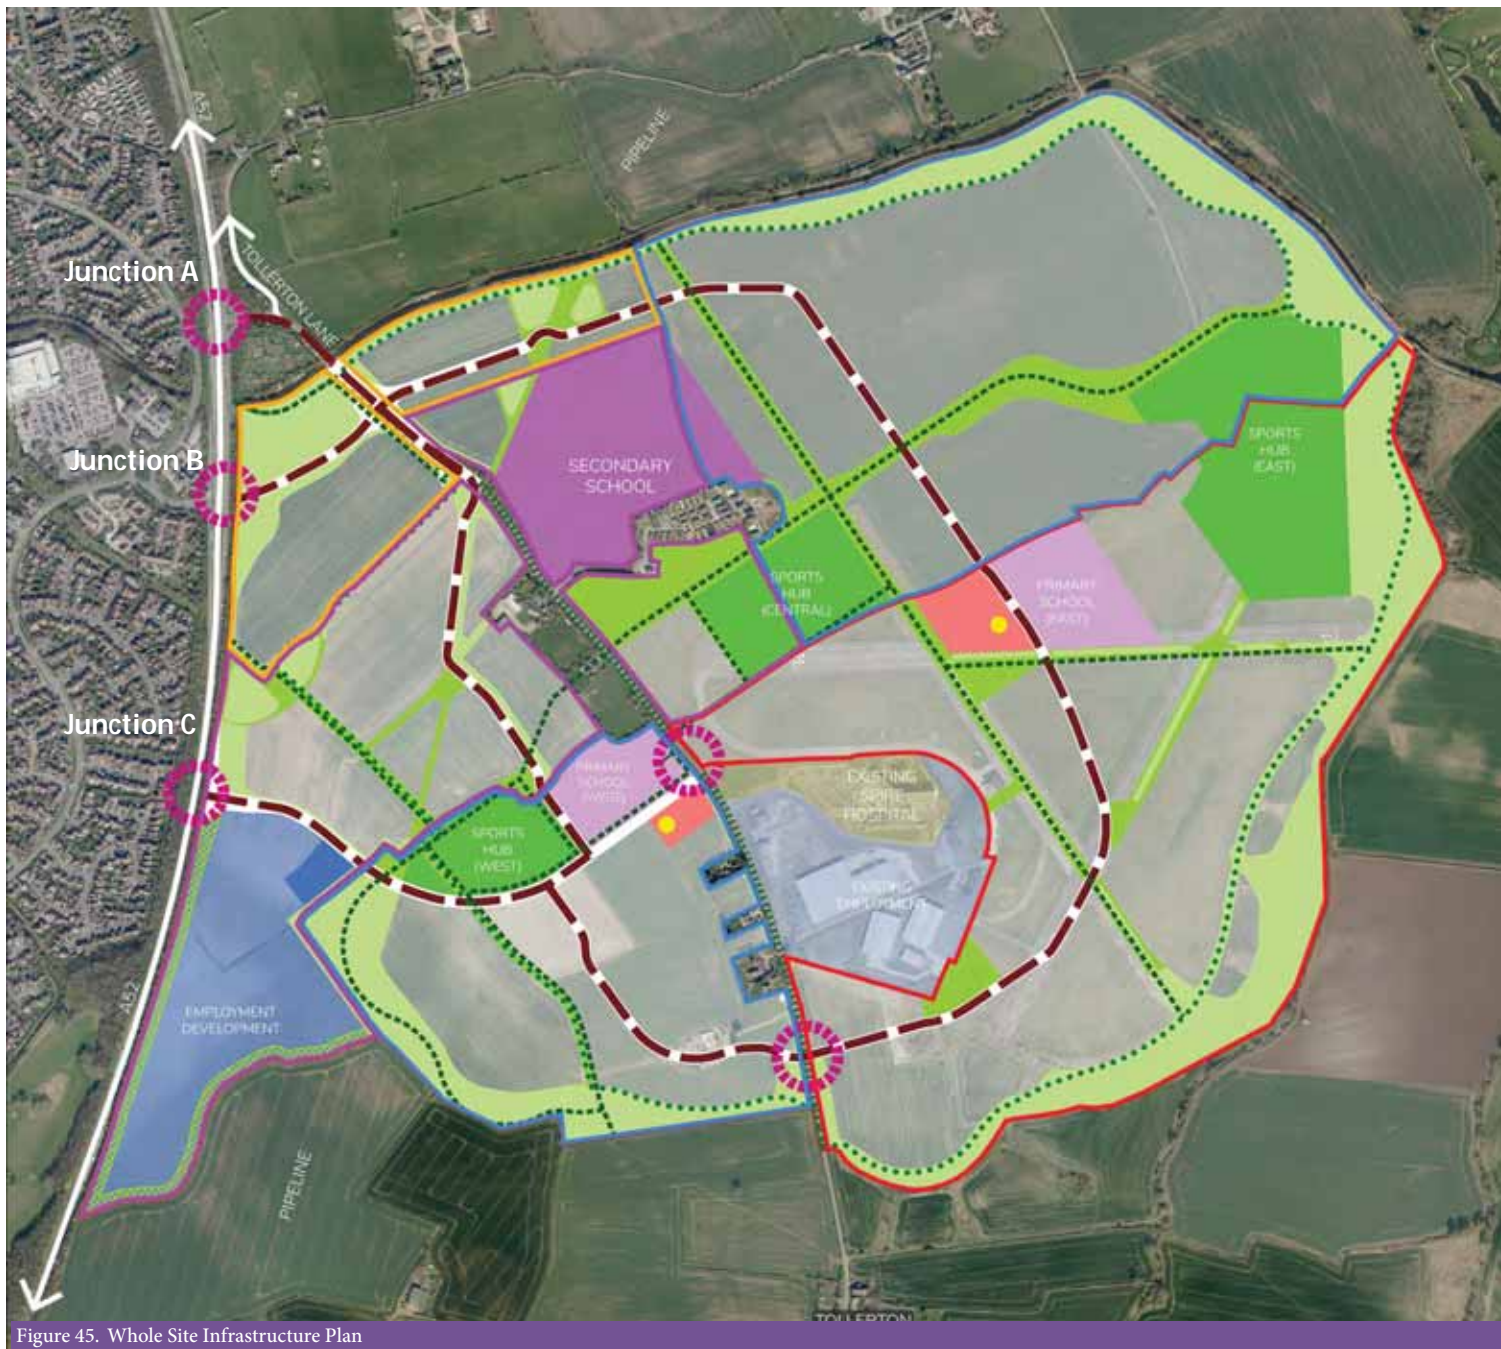 A52
PIPELINE
Junction A
TOLLERTON LANE
Junction B
SECONDARY
SCHOOL
SPORTS
HUB
(EAST)
SPORTS
HUB
(CENTRAL)
PRIMARY
SCHOOL
(EAST)
Junction C
PRIMARY
SCHOOL
(WEST)
EXISTING
SPIRE
HOSPITAL
SPORTS
HUB
(WEST)
EXISTING
EMPLOYMENT
A52
EMPLOYMENT
DEVELOPMENT
PIPELINE
TOLLERTON
Figure 45. Whole Site Infrastructure Plan